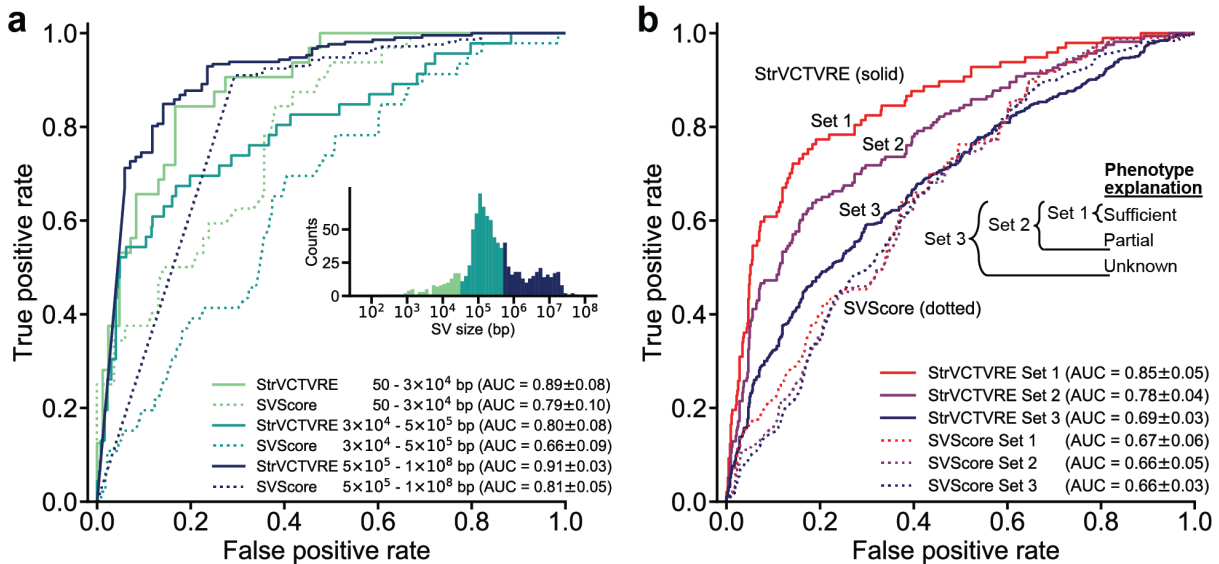 a
1.0
0.8
0.6
0.4
0.2
0.0
True positive rate
0.0 0.2 0.4 0.6 0.8 1.0
False positive rate
Counts
50
25
0
10² 10³ 10⁴ 10⁵ 10⁶ 10⁷ 10⁸
SV size (bp)
StrVCTVRE 50 - 3×10⁴ bp (AUC = 0.89±0.08)
SVScore 50 - 3×10⁴ bp (AUC = 0.79±0.10)
StrVCTVRE 3×10⁴ - 5×10⁵ bp (AUC = 0.80±0.08)
SVScore 3×10⁴ - 5×10⁵ bp (AUC = 0.66±0.09)
StrVCTVRE 5×10⁵ - 1×10⁸ bp (AUC = 0.91±0.03)
SVScore 5×10⁵ - 1×10⁸ bp (AUC = 0.81±0.05)
b
1.0
0.8
0.6
0.4
0.2
0.0
True positive rate
0.0 0.2 0.4 0.6 0.8 1.0
False positive rate
StrVCTVRE (solid)
Set 1
Set 2
Set 3
SVScore (dotted)
Phenotype
explanation
Set 3
Set 2
Set 1
Sufficient
Partial
Unknown
StrVCTVRE Set 1 (AUC = 0.85±0.05)
StrVCTVRE Set 2 (AUC = 0.78±0.04)
StrVCTVRE Set 3 (AUC = 0.69±0.03)
SVScore Set 1 (AUC = 0.67±0.06)
SVScore Set 2 (AUC = 0.66±0.05)
SVScore Set 3 (AUC = 0.66±0.03)